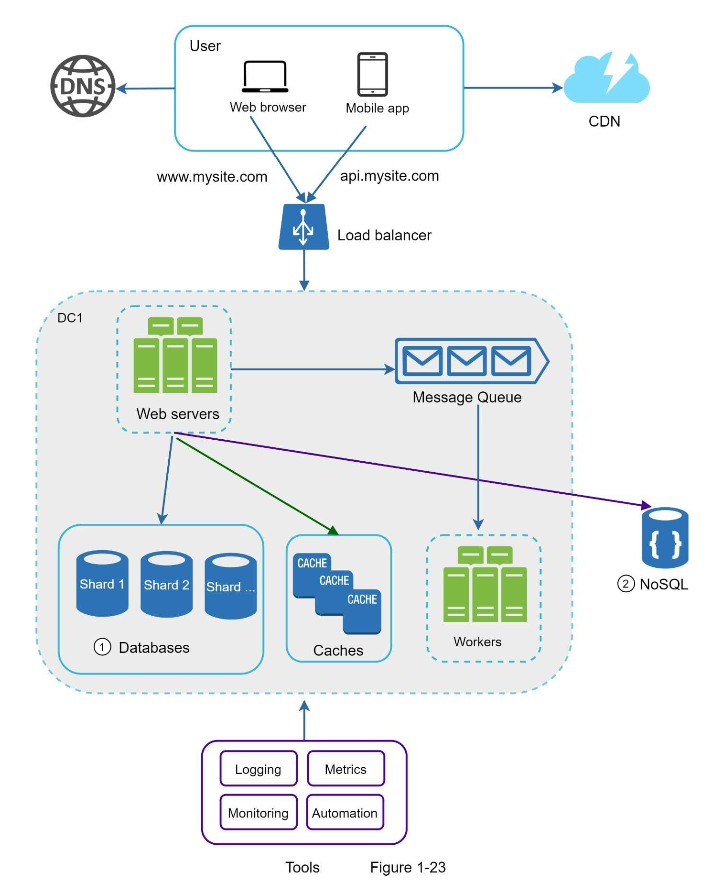 User
DNS
Web browser
Mobile app
CDN
www.mysite.com
api.mysite.com
Load balancer
DC1
Web servers
Message Queue
Shard 1
Shard 2
Shard ...
1 Databases
CACHE
CACHE
CACHE
Caches
Workers
{ }
2 NoSQL
Logging
Metrics
Monitoring
Automation
Tools
Figure 1-23